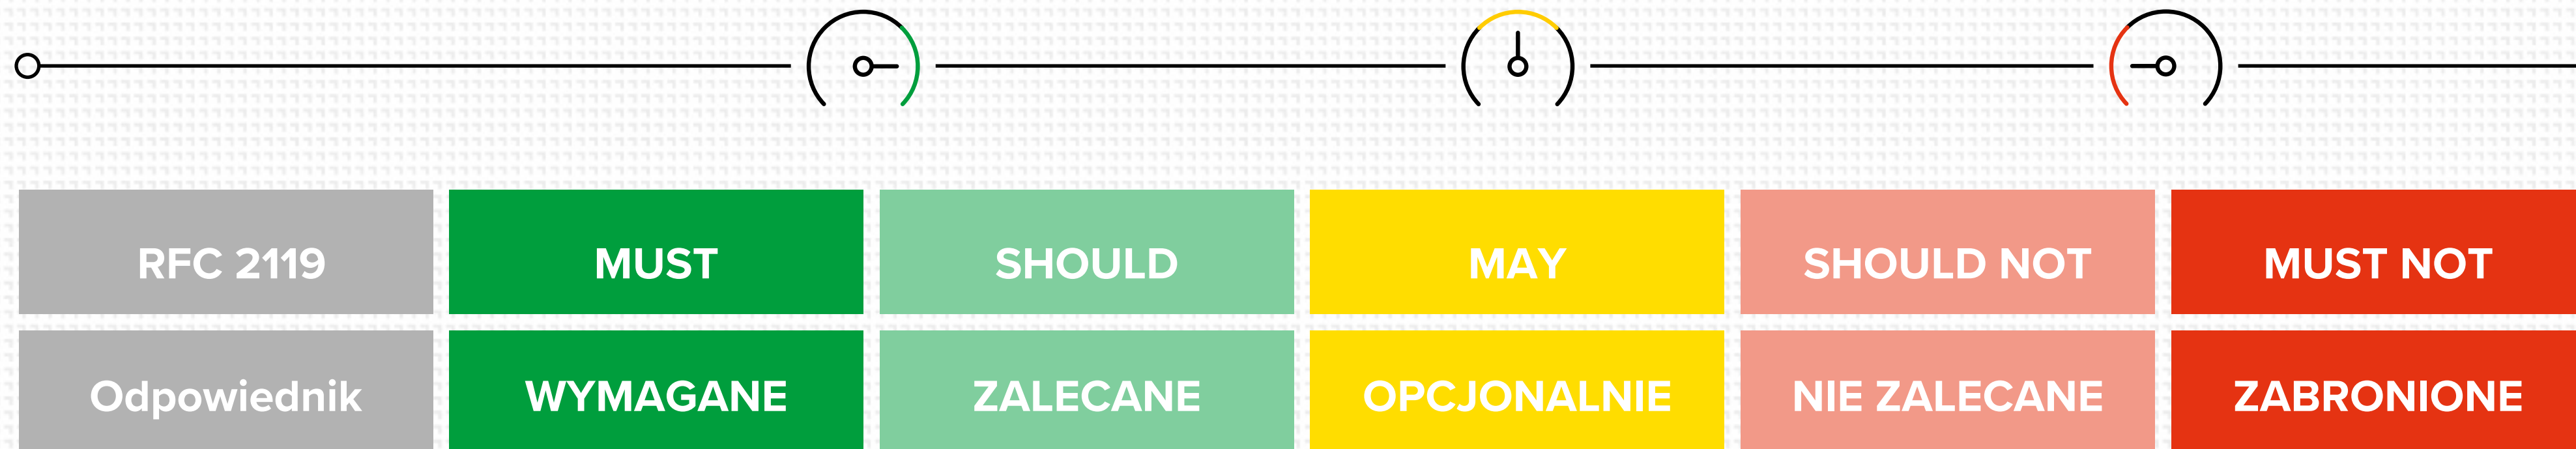 RFC 2119 MUST SHOULD MAY SHOULD NOT MUST NOT
Odpowiednik WYMAGANE ZALECANE OPCJONALNIE NIE ZALECANE ZABRONIONE